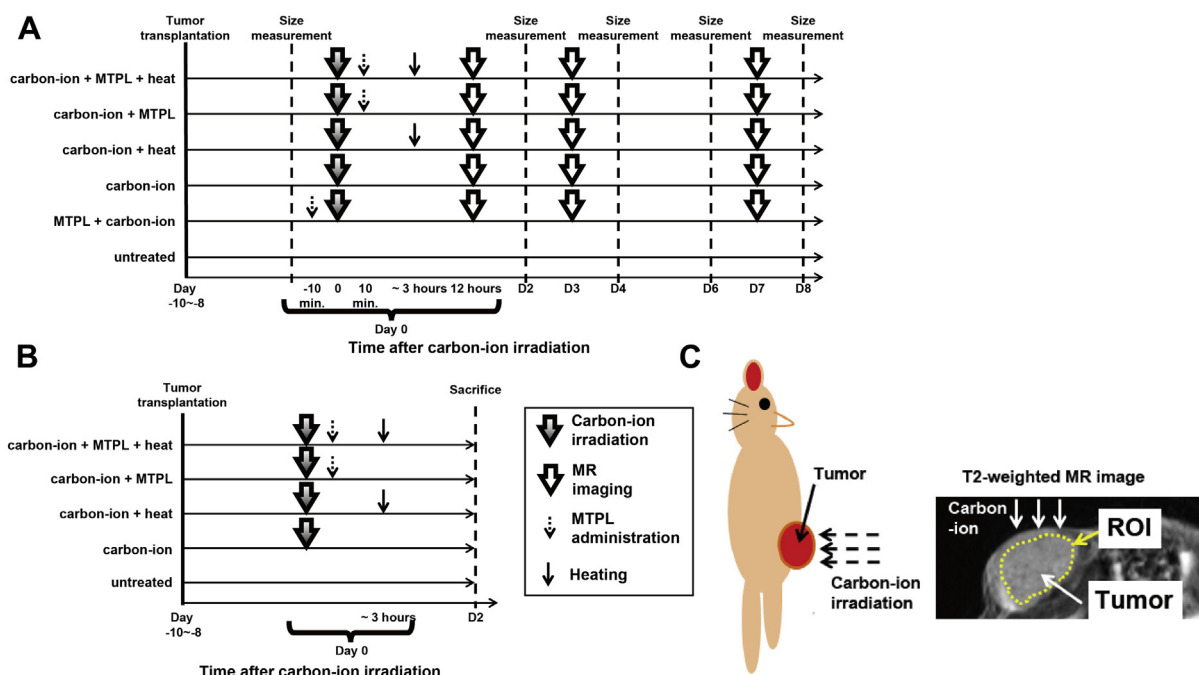 A
Tumor
transplantation
Size
measurement
Size
measurement
Size
measurement
Size
measurement
Size
measurement
carbon-ion + MTPL + heat
carbon-ion + MTPL
carbon-ion + heat
carbon-ion
MTPL + carbon-ion
untreated
Day
-10~-8
-10
min.
0
10
min.
~ 3 hours
12 hours
D2
D3
D4
D6
D7
D8
Day 0
Time after carbon-ion irradiation
B
Tumor
transplantation
Sacrifice
carbon-ion + MTPL + heat
carbon-ion + MTPL
carbon-ion + heat
carbon-ion
untreated
Day
-10~-8
~ 3 hours
D2
Day 0
Time after carbon-ion irradiation
Carbon-ion
irradiation
MR
imaging
MTPL
administration
Heating
C
Tumor
Carbon-ion
irradiation
T2-weighted MR image
Carbon
-ion
ROI
Tumor